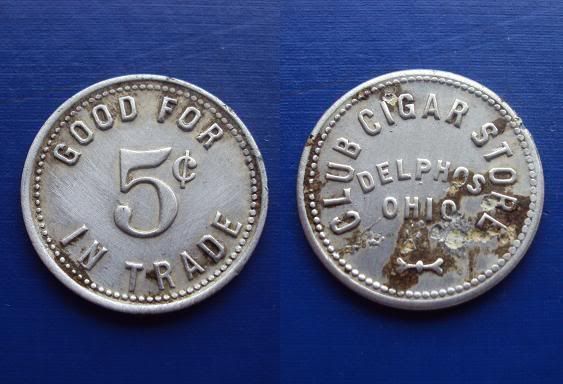 GOOD FOR
5¢
IN TRADE
CLUB CIGAR STORE
DELPHOS
OHIO